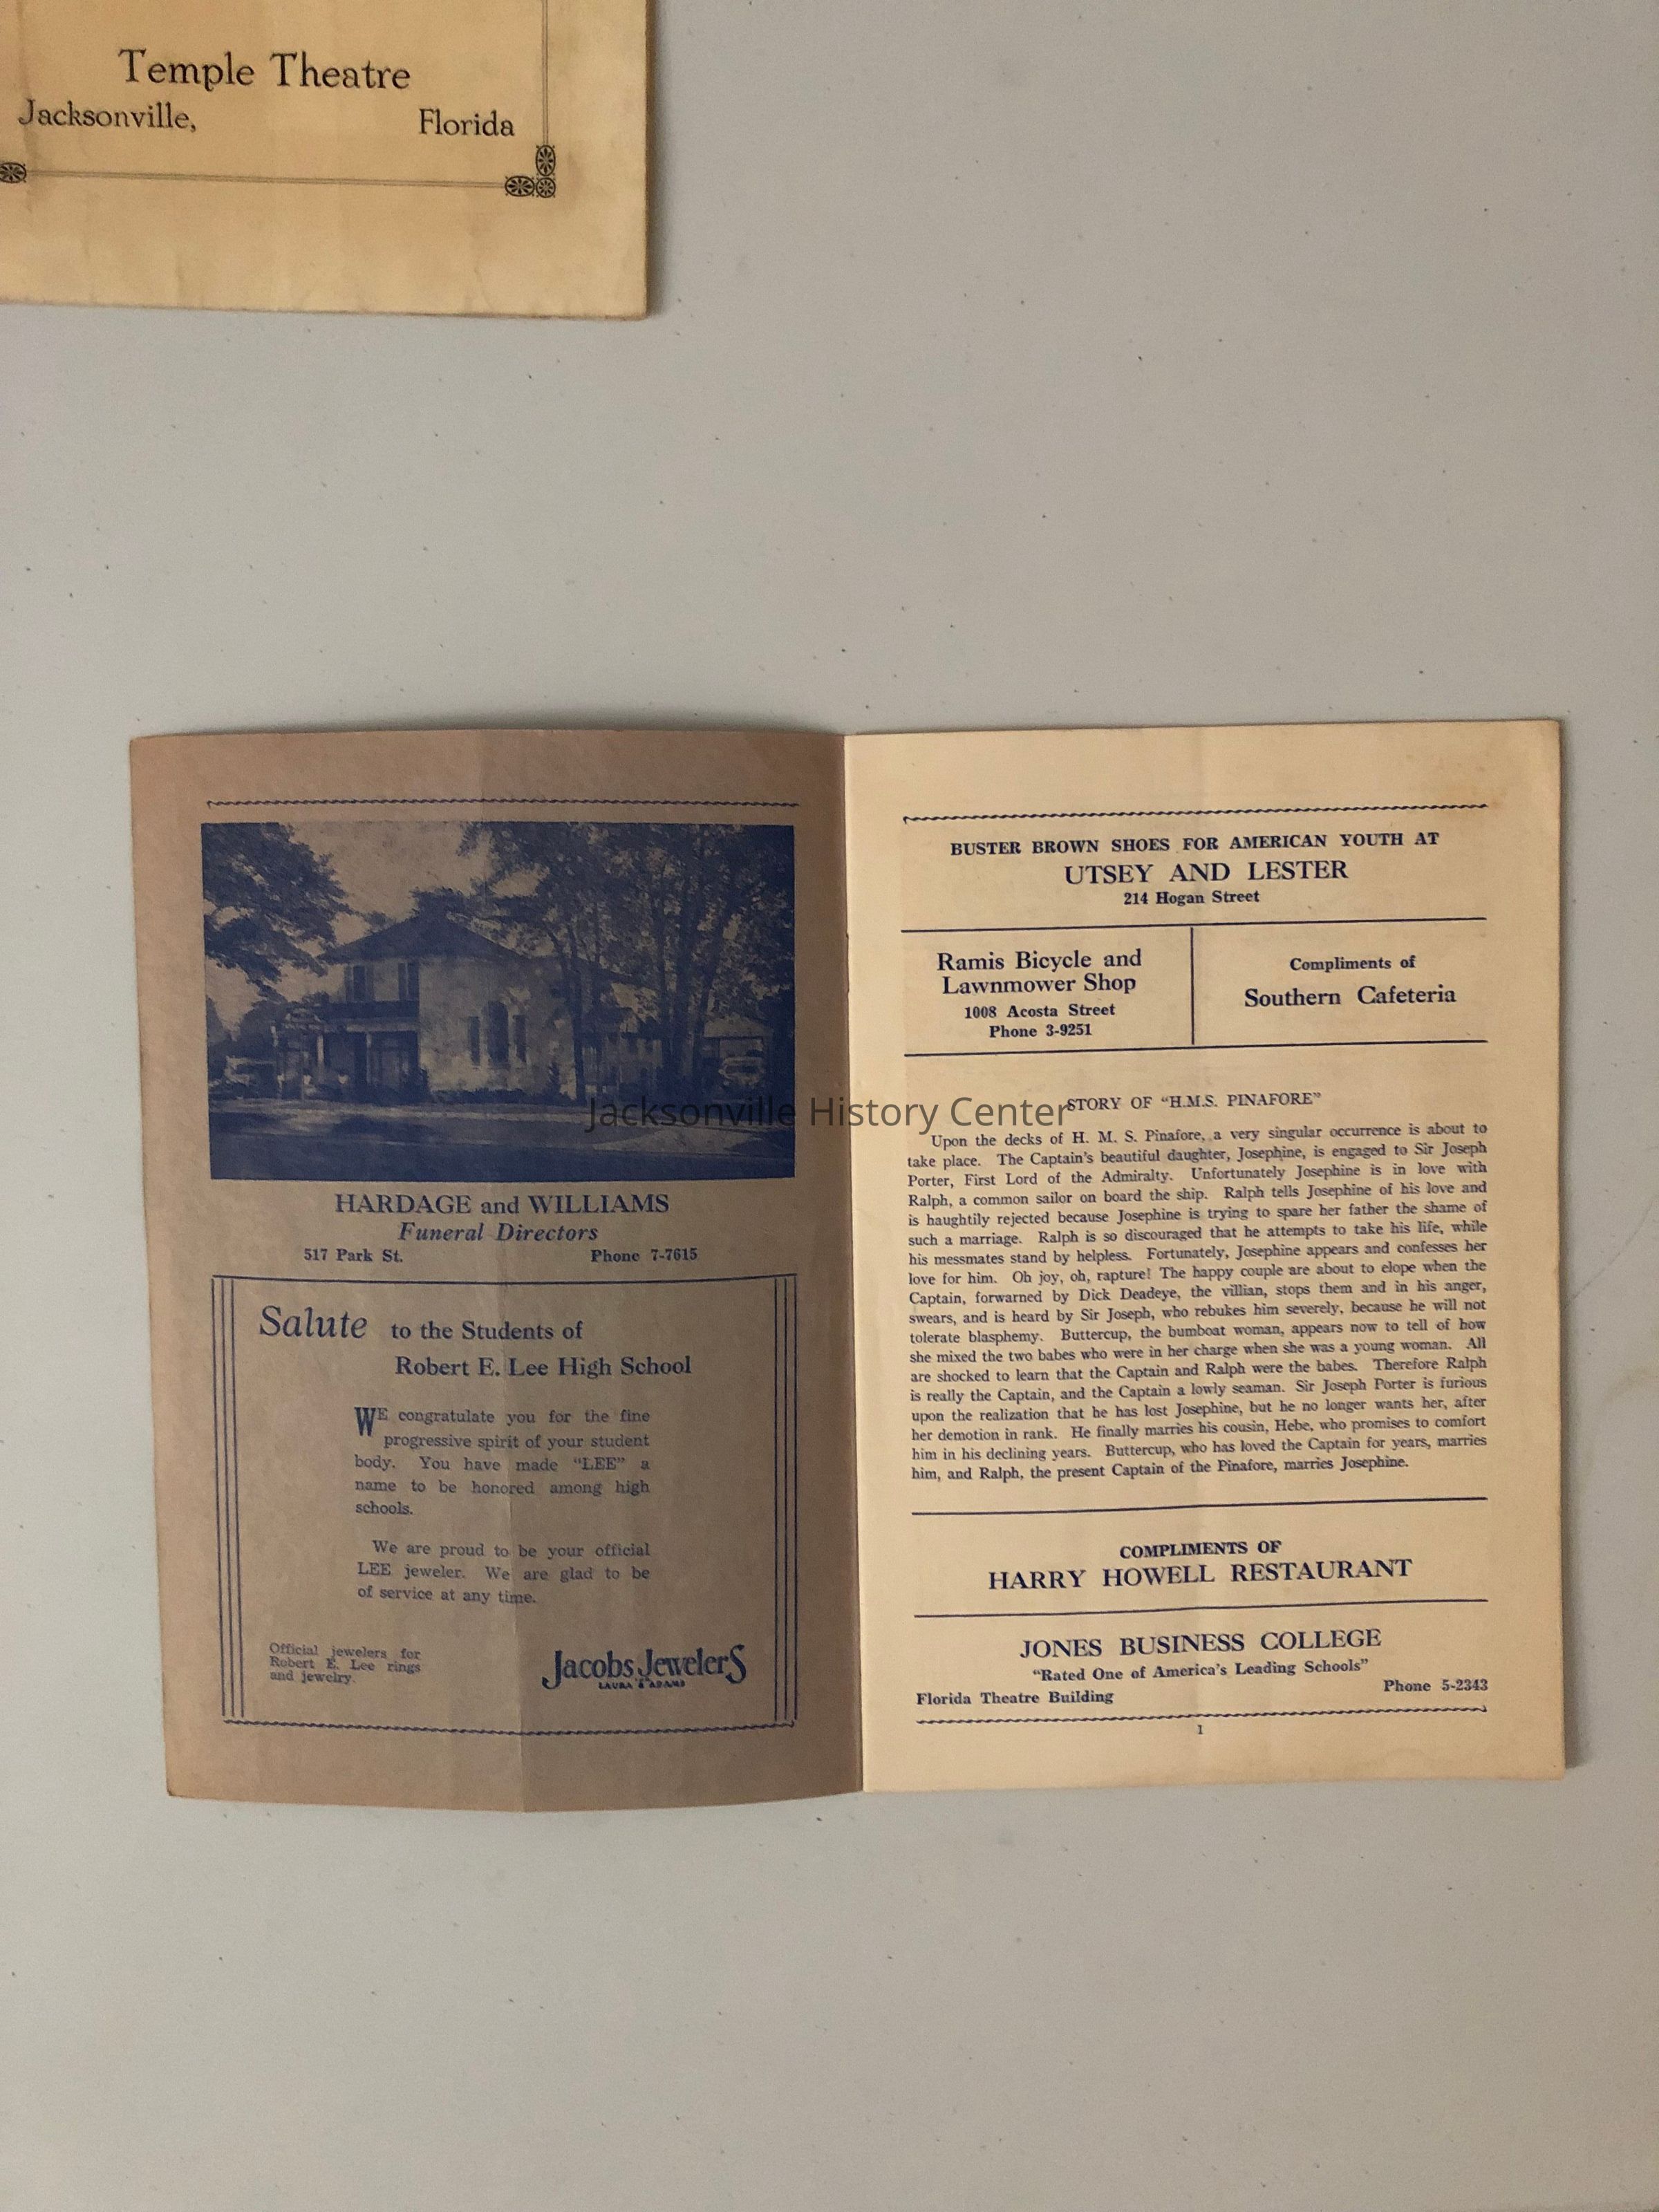 Temple Theatre
Jacksonville, Florida
HARDAGE and WILLIAMS
Funeral Directors
517 Park St. Phone 7-7615
Salute to the Students of
Robert E. Lee High School
WE congratulate you for the fine
progressive spirit of your student
body. You have made "LEE" a
name to be honored among high
schools.
We are proud to be your official
LEE jeweler. We are glad to be
of service at any time.
Official jewelers for
Robert E. Lee rings
and jewelry.
Jacobs JewelerS
LAURA & ADAMS
BUSTER BROWN SHOES FOR AMERICAN YOUTH AT
UTSEY AND LESTER
214 Hogan Street
Ramis Bicycle and
Lawnmower Shop
1008 Acosta Street
Phone 3-9251
Compliments of
Southern Cafeteria
Jacksonville History Center
STORY OF "H.M.S. PINAFORE"
Upon the decks of H. M. S. Pinafore, a very singular occurrence is about to
take place. The Captain's beautiful daughter, Josephine, is engaged to Sir Joseph
Porter, First Lord of the Admiralty. Unfortunately Josephine is in love with
Ralph, a common sailor on board the ship. Ralph tells Josephine of his love and
is haughtily rejected because Josephine is trying to spare her father the shame of
such a marriage. Ralph is so discouraged that he attempts to take his life, while
his messmates stand by helpless. Fortunately, Josephine appears and confesses her
love for him. Oh joy, oh, rapture! The happy couple are about to elope when the
Captain, forwarned by Dick Deadeye, the villian, stops them and in his anger,
swears, and is heard by Sir Joseph, who rebukes him severely, because he will not
tolerate blasphemy. Buttercup, the bumboat woman, appears now to tell of how
she mixed the two babes who were in her charge when she was a young woman. All
are shocked to learn that the Captain and Ralph were the babes. Therefore Ralph
is really the Captain, and the Captain a lowly seaman. Sir Joseph Porter is furious
upon the realization that he has lost Josephine, but he no longer wants her, after
her demotion in rank. He finally marries his cousin, Hebe, who promises to comfort
him in his declining years. Buttercup, who has loved the Captain for years, marries
him, and Ralph, the present Captain of the Pinafore, marries Josephine.
COMPLIMENTS OF
HARRY HOWELL RESTAURANT
JONES BUSINESS COLLEGE
"Rated One of America's Leading Schools"
Florida Theatre Building Phone 5-2343
1